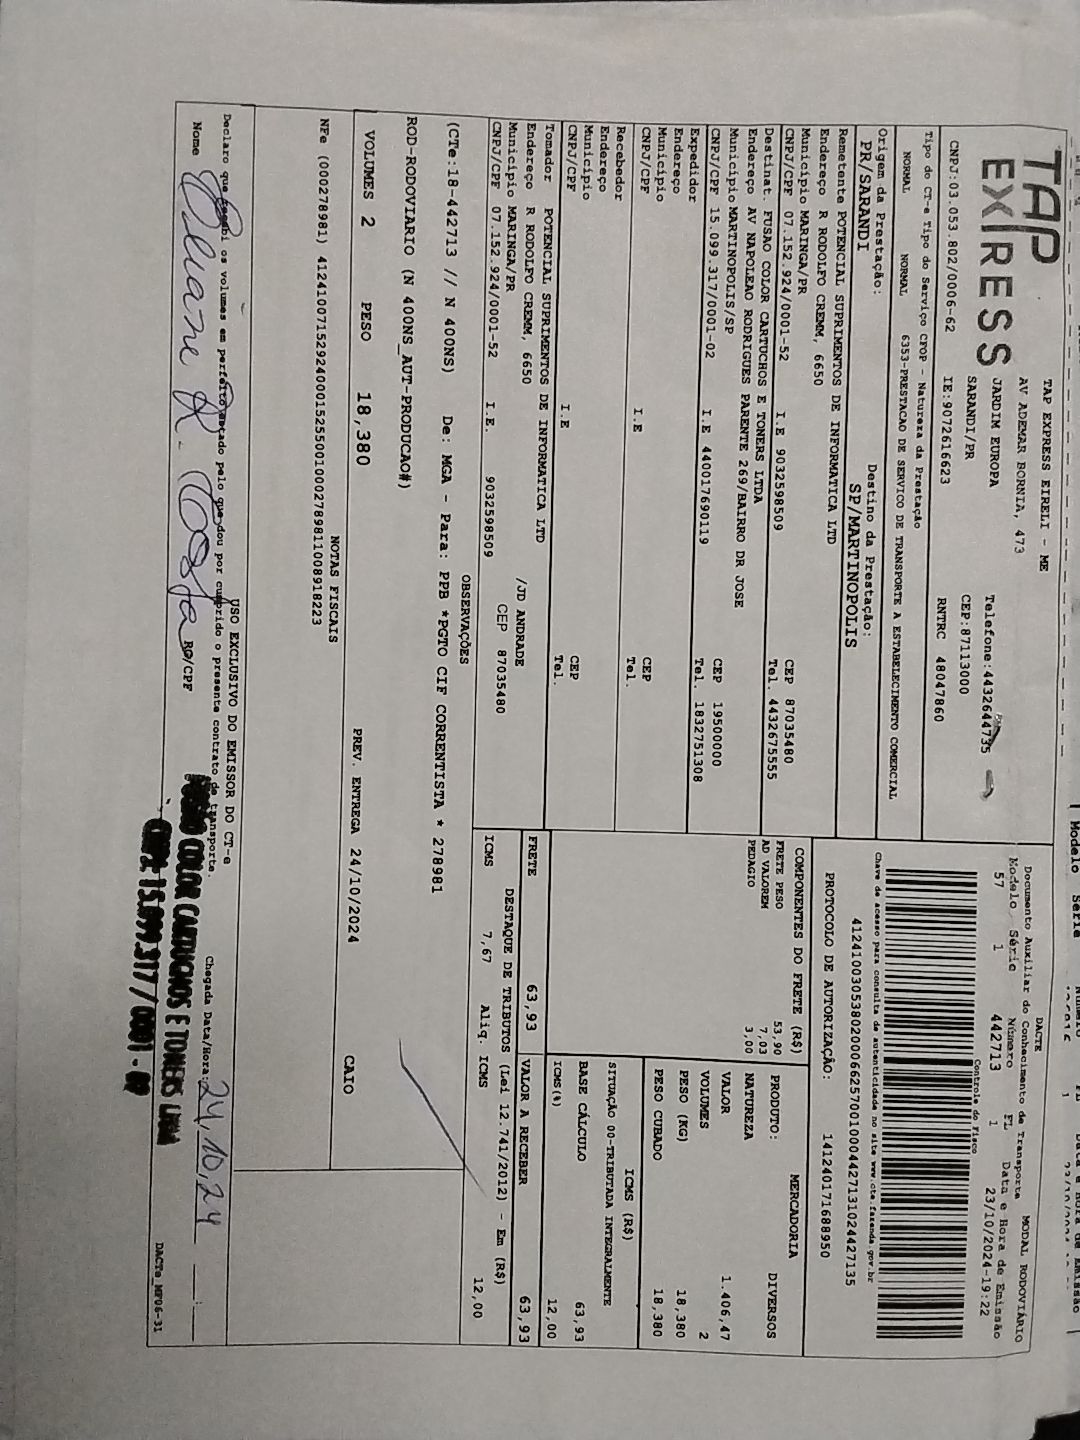 TAP
EXPRESS
TAP EXPRESS EIRELI - ME
AV ADEMAR BORNIA, 473
JARDIM EUROPA Telefone:4432644735
SARANDI/PR CEP:87113000
CNPJ:03.053.802/0006-62 IE:9072616623 RNTRC 48047860
Tipo do CT-e Tipo do Serviço CFOP - Natureza da Prestação
NORMAL NORMAL 6353-PRESTACAO DE SERVICO DE TRANSPORTE A ESTABELECIMENTO COMERCIAL
Origem da Prestação: Destino da Prestação:
PR/SARANDI SP/MARTINOPOLIS
Remetente POTENCIAL SUPRIMENTOS DE INFORMATICA LTD
Endereço R RODOLFO CREMM, 6650
Município MARINGA/PR CEP 87035480
CNPJ/CPF 07.152.924/0001-52 I.E 9032598509 Tel. 4432675555
Destinat. FUSAO COLOR CARTUCHOS E TONERS LTDA
Endereço AV NAPOLEAO RODRIGUES PARENTE 269/BAIRRO DR JOSE
Município MARTINOPOLIS/SP CEP 19500000
CNPJ/CPF 15.099.317/0001-02 I.E 440017690119 Tel. 1832751308
Expedidor
Endereço
Município CEP
CNPJ/CPF I.E Tel.
Recebedor
Endereço
Município CEP
CNPJ/CPF I.E Tel.
Tomador POTENCIAL SUPRIMENTOS DE INFORMATICA LTD
Endereço R RODOLFO CREMM, 6650 /JD ANDRADE
Município MARINGA/PR CEP 87035480
CNPJ/CPF 07.152.924/0001-52 I.E. 9032598509
DACTE
Documento Auxiliar do Conhecimento de Transporte MODAL RODOVIÁRIO
Modelo Série Número FL Data e Hora de Emissão
57 1 442713 1 23/10/2024-19:22
Controle do Fisco
Chave de acesso para consulta de autenticidade no site www.cte.fazenda.gov.br
41241003053802000662570010004427131024427135
PROTOCOLO DE AUTORIZAÇÃO: 141240171688950
COMPONENTES DO FRETE (R$)
FRETE PESO 53,90
AD VALOREM 7,03
PEDAGIO 3,00
MERCADORIA
PRODUTO: DIVERSOS
NATUREZA
VALOR 1.406,47
VOLUMES 2
PESO (KG) 18,380
PESO CUBADO 18,380
ICMS (R$)
SITUAÇÃO 00-TRIBUTADA INTEGRALMENTE
BASE CÁLCULO 63,93
ICMS(%) 12,00
FRETE 63,93 VALOR A RECEBER 63,93
DESTAQUE DE TRIBUTOS (Lei 12.741/2012) - Em (R$)
ICMS 7,67 Aliq. ICMS 12,00
OBSERVAÇÕES
(CTe:18-442713 // N 400NS) De: MGA - Para: PPB *PGTO CIF CORRENTISTA * 278981
ROD-RODOVIARIO (N 400NS_AUT-PRODUCAO#)
VOLUMES 2 PESO 18,380 PREV. ENTREGA 24/10/2024 CAIO
NOTAS FISCAIS
NFe (000278981) 41241007152924000152550010002789811008918223
USO EXCLUSIVO DO EMISSOR DO CT-e
Declaro que recebi os volumes em perfeito estado pelo que dou por cumprido o presente contrato de transporte.
Chegada Data/Hora: 24,10,24
Nome Eliane R. Costa RG/CPF
COLOR CARTUCHOS E TONERS LTDA
CNPJ: 15.099.317/0001-
DACTe_MF06-31